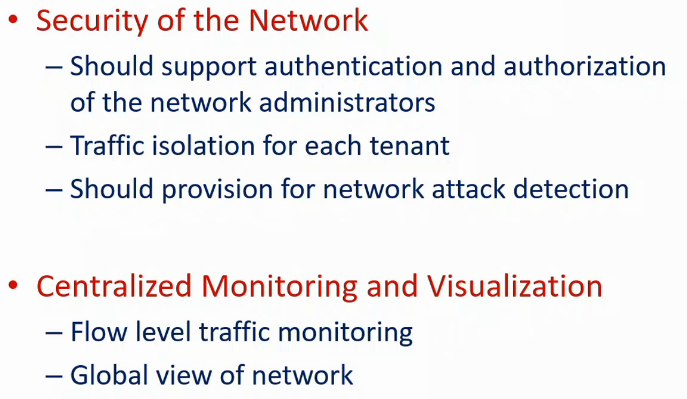 • Security of the Network
– Should support authentication and authorization
of the network administrators
– Traffic isolation for each tenant
– Should provision for network attack detection
• Centralized Monitoring and Visualization
– Flow level traffic monitoring
– Global view of network